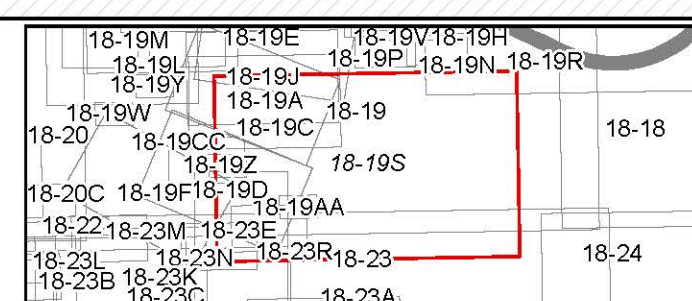 18-19M 18-19E 18-19V 18-19H
18-19L 18-19P 18-19N 18-19R
18-19Y 18-19J
18-19W 18-19A 18-19
18-20 18-19CC 18-19C 18-18
18-19Z 18-19S
18-20C 18-19F 18-19D
18-19AA
18-22 18-23M 18-23E
18-23L 18-23N 18-23R 18-23 18-24
18-23B 18-23K
18-23C 18-23A